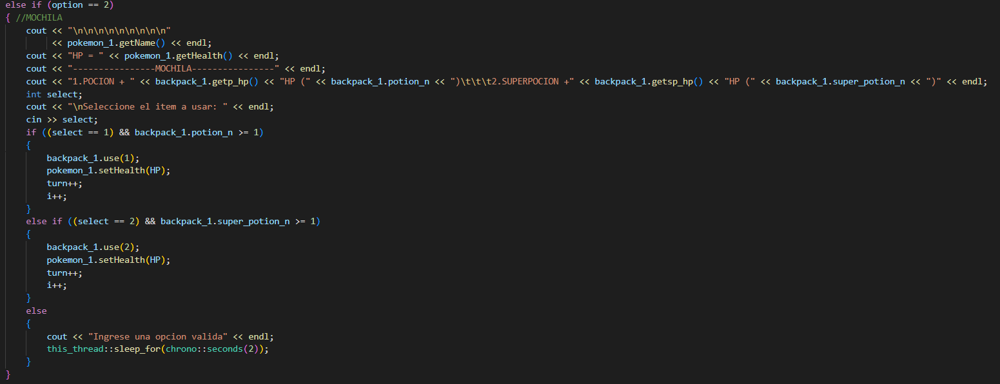 else if (option == 2)
{ //MOCHILA
    cout << "\n\n\n\n\n\n\n\n\n"
         << pokemon_1.getName() << endl;
    cout << "HP = " << pokemon_1.getHealth() << endl;
    cout << "----------------MOCHILA----------------" << endl;
    cout << "1.POCION + " << backpack_1.getp_hp() << "HP (" << backpack_1.potion_n << ")\t\t\t2.SUPERPOCION +" << backpack_1.getsp_hp() << "HP (" << backpack_1.super_potion_n << ")" << endl;
    int select;
    cout << "\nSeleccione el item a usar: " << endl;
    cin >> select;
    if ((select == 1) && backpack_1.potion_n >= 1)
    {
        backpack_1.use(1);
        pokemon_1.setHealth(HP);
        turn++;
        i++;
    }
    else if ((select == 2) && backpack_1.super_potion_n >= 1)
    {
        backpack_1.use(2);
        pokemon_1.setHealth(HP);
        turn++;
        i++;
    }
    else
    {
        cout << "Ingrese una opcion valida" << endl;
        this_thread::sleep_for(chrono::seconds(2));
    }
}